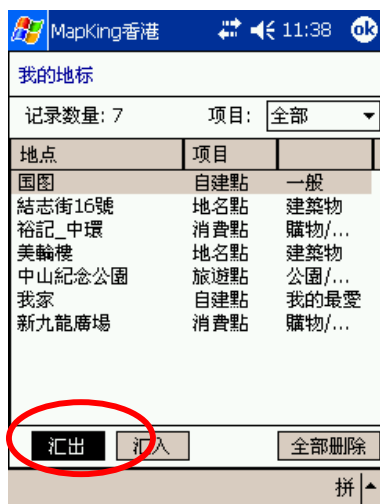 MapKing香港 11:38 ok
我的地标
记录数量: 7 项目: 全部
地点 项目
国图 自建點 一般
結志街16號 地名點 建築物
裕記_中環 消費點 購物/...
美輪樓 地名點 建築物
中山紀念公園 旅遊點 公園/...
我家 自建點 我的最愛
新九龍廣場 消費點 購物/...
汇出 汇入 全部删除
拼